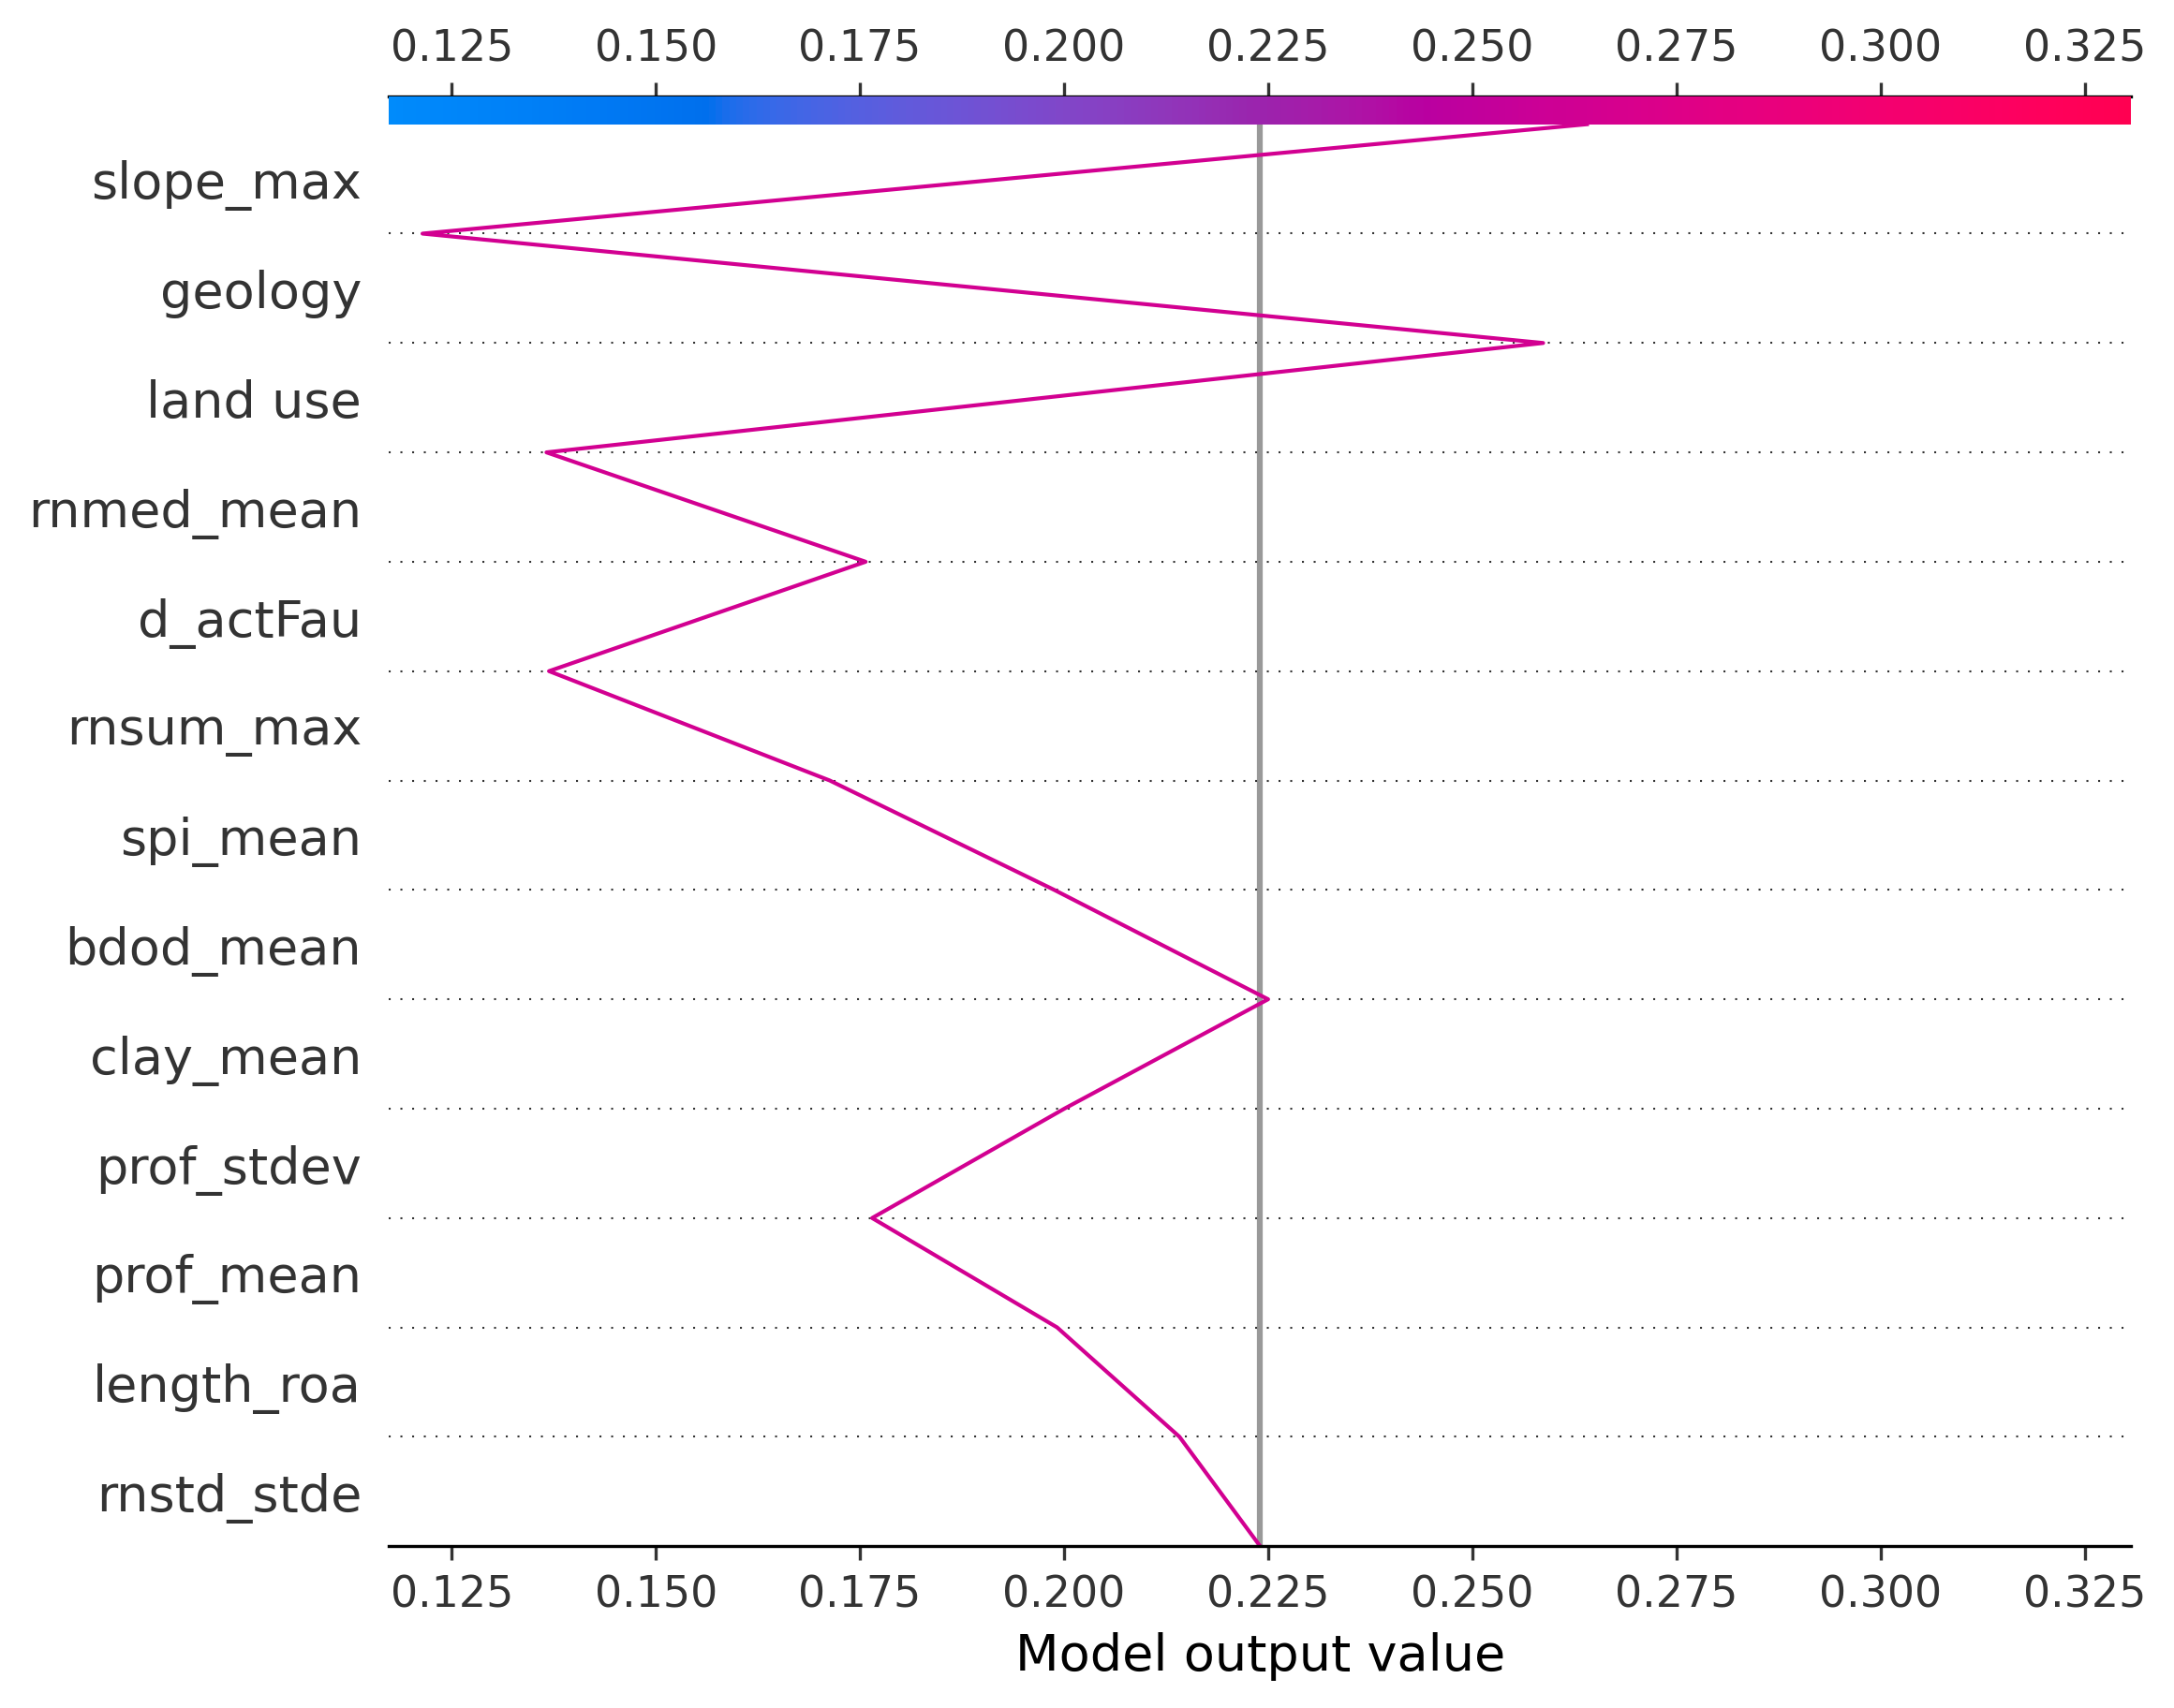 0.125 0.150 0.175 0.200 0.225 0.250 0.275 0.300 0.325
slope_max
geology
land use
rnmed_mean
d_actFau
rnsum_max
spi_mean
bdod_mean
clay_mean
prof_stdev
prof_mean
length_roa
rnstd_stde
0.125 0.150 0.175 0.200 0.225 0.250 0.275 0.300 0.325
Model output value